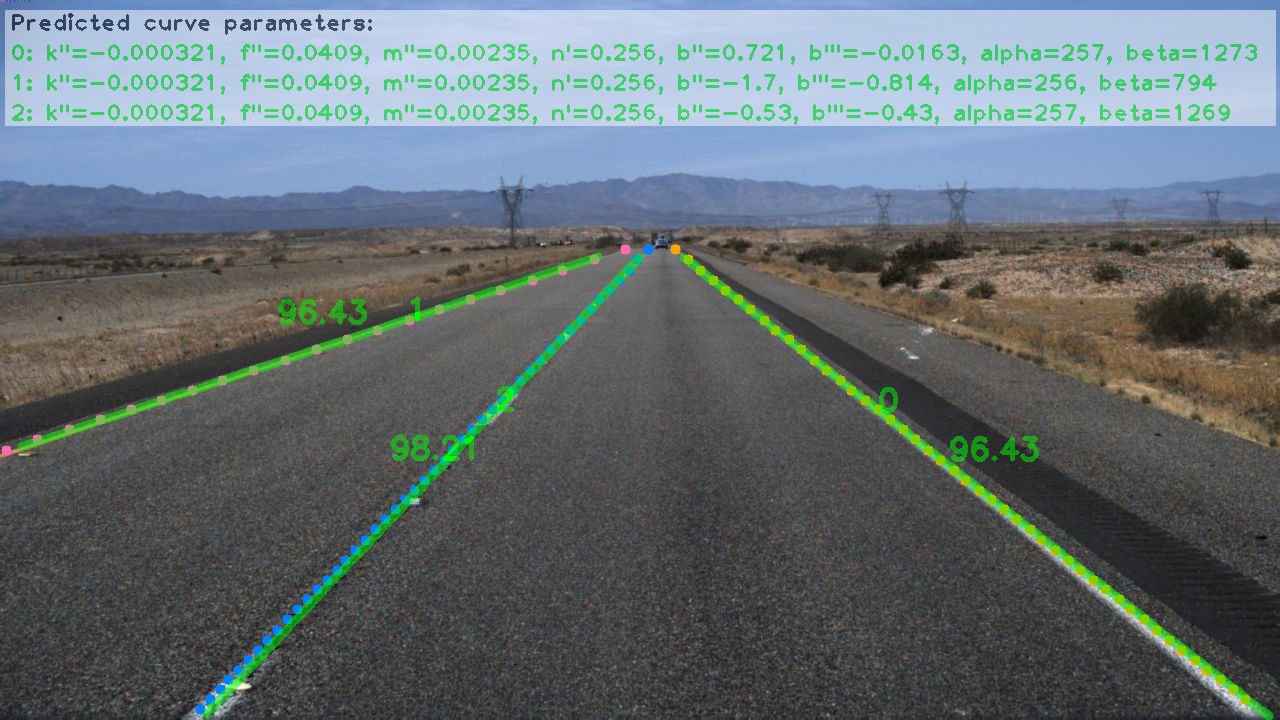 Predicted curve parameters:
0: k''=-0.000321, f''=0.0409, m''=0.00235, n'=0.256, b''=0.721, b'''=-0.0163, alpha=257, beta=1273
1: k''=-0.000321, f''=0.0409, m''=0.00235, n'=0.256, b''=-1.7, b'''=-0.814, alpha=256, beta=794
2: k''=-0.000321, f''=0.0409, m''=0.00235, n'=0.256, b''=-0.53, b'''=-0.43, alpha=257, beta=1269
96.43 1
2 0
98.21 96.43